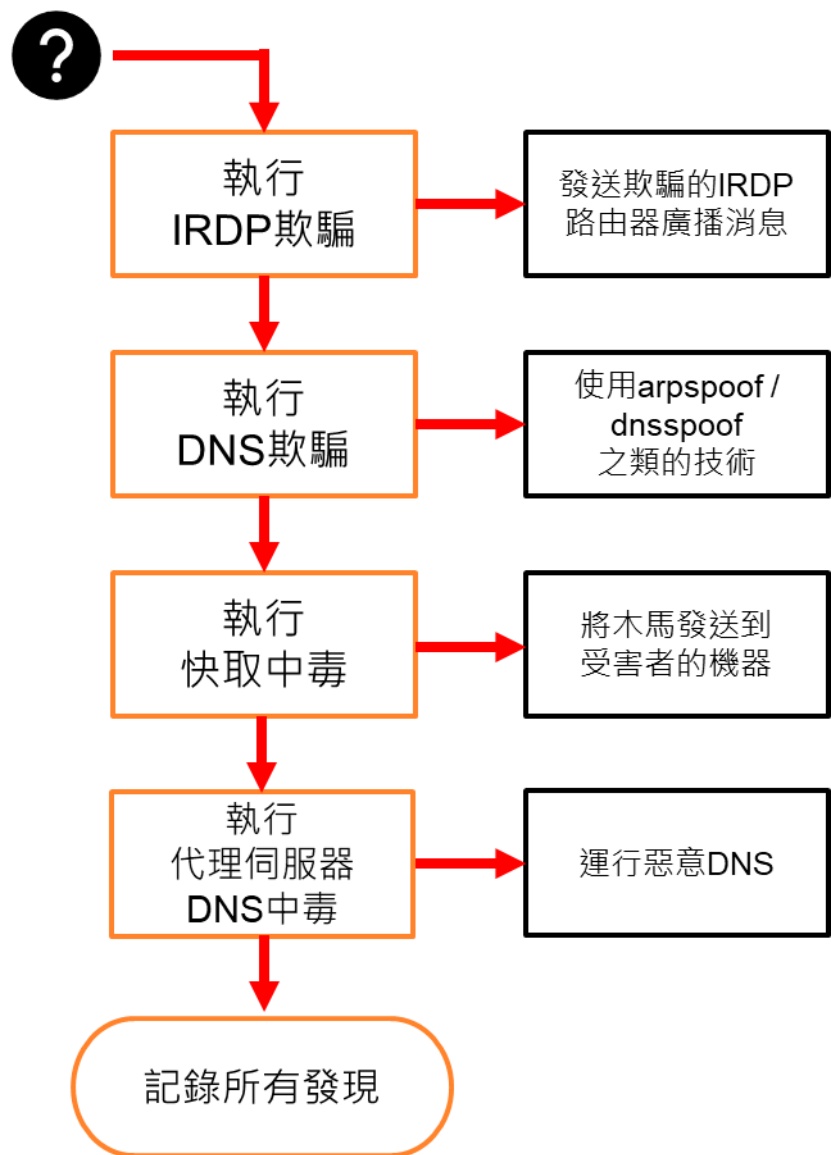 ?
執行
IRDP欺騙
發送欺騙的IRDP
路由器廣播消息
執行
DNS欺騙
使用arpspoof /
dnsspoof
之類的技術
執行
快取中毒
將木馬發送到
受害者的機器
執行
代理伺服器
DNS中毒
運行惡意DNS
記錄所有發現